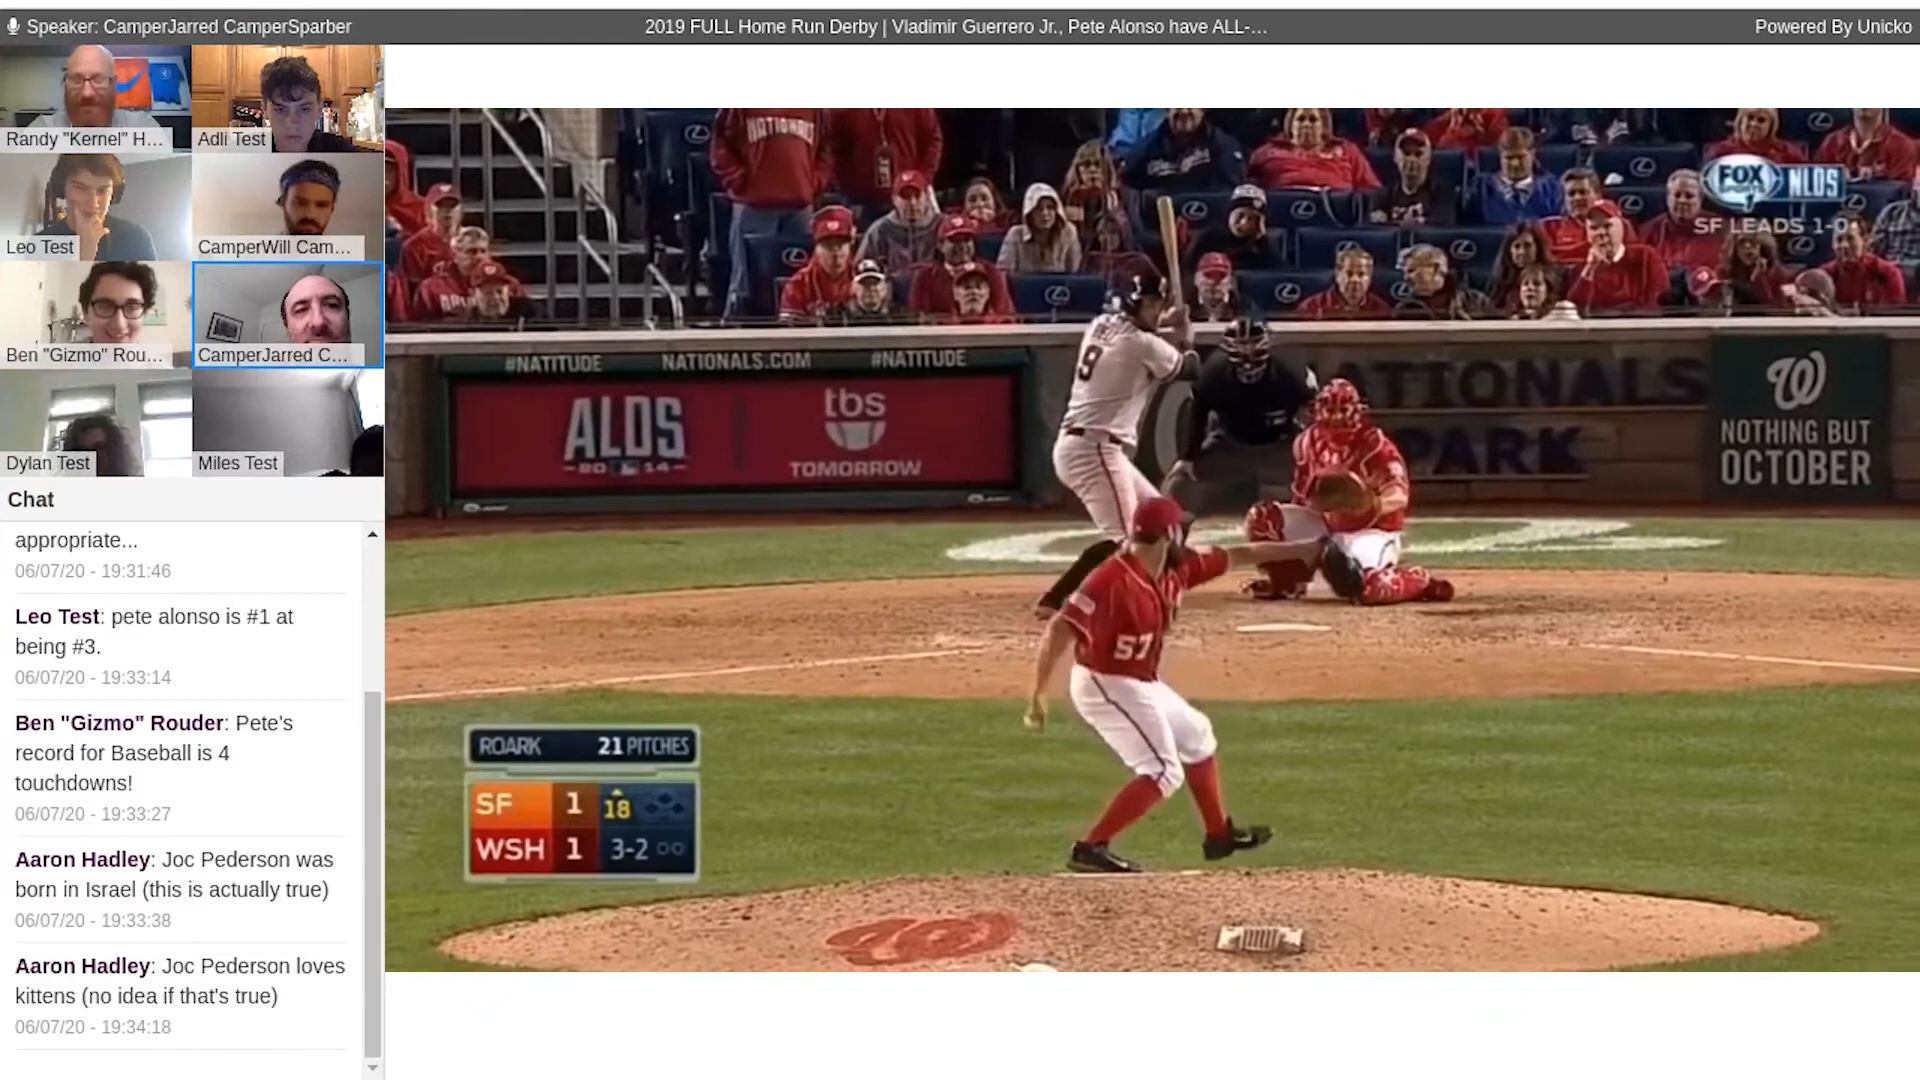 Speaker: CamperJarred CamperSparber
2019 FULL Home Run Derby | Vladimir Guerrero Jr., Pete Alonso have ALL-...
Powered By Unicko
Randy "Kernel" H...
Adli Test
Leo Test
CamperWill Cam...
Ben "Gizmo" Rou...
CamperJarred C...
Dylan Test
Miles Test
Chat
appropriate...
06/07/20 - 19:31:46
Leo Test: pete alonso is #1 at
being #3.
06/07/20 - 19:33:14
Ben "Gizmo" Rouder: Pete's
record for Baseball is 4
touchdowns!
06/07/20 - 19:33:27
Aaron Hadley: Joc Pederson was
born in Israel (this is actually true)
06/07/20 - 19:33:38
Aaron Hadley: Joc Pederson loves
kittens (no idea if that's true)
06/07/20 - 19:34:18
NATIONALS
FOX
SPORTS
1
NLDS
SF LEADS 1-0
9
#NATITUDE NATIONALS.COM #NATITUDE
ALDS
2014
tbs
TOMORROW
NATIONALS
PARK
W
NOTHING BUT
OCTOBER
57
ROARK 21 PITCHES
SF 1 18
WSH 1 3-2
W